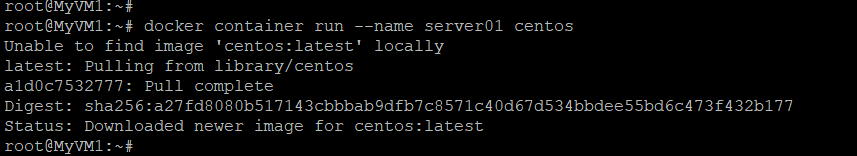 root@MyVM1:~#
root@MyVM1:~# docker container run --name server01 centos
Unable to find image 'centos:latest' locally
latest: Pulling from library/centos
a1d0c7532777: Pull complete
Digest: sha256:a27fd8080b517143cbbbab9dfb7c8571c40d67d534bbdee55bd6c473f432b177
Status: Downloaded newer image for centos:latest
root@MyVM1:~#